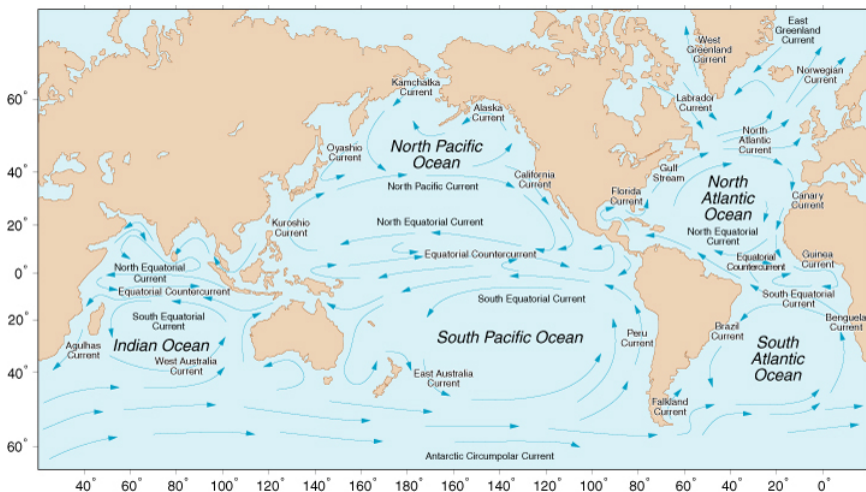 East
Greenland
Current
West
Greenland
Current
Norwegian
Current
Kamchatka
Current
60°
Labrador
Current
Alaska
Current
North
Atlantic
Current
Oyashio
Current
North Pacific
Ocean
40°
Gulf
Stream
California
Current
North Pacific Current
North
Atlantic
Ocean
Florida
Current
Canary
Current
Kuroshio
Current
North Equatorial Current
20°
North Equatorial
Current
Equatorial Countercurrent
Equatorial
Countercurrent
Guinea
Current
North Equatorial
Current
0°
Equatorial Countercurrent
South Equatorial Current
South Equatorial
Current
South Equatorial
Current
20°
Benguela
Current
Brazil
Current
Peru
Current
South Pacific Ocean
South
Atlantic
Ocean
Indian Ocean
Agulhas
Current
West Australia
Current
40°
East Australia
Current
Falkland
Current
60°
Antarctic Circumpolar Current
40° 60° 80° 100° 120° 140° 160° 180° 160° 140° 120° 100° 80° 60° 40° 20° 0°